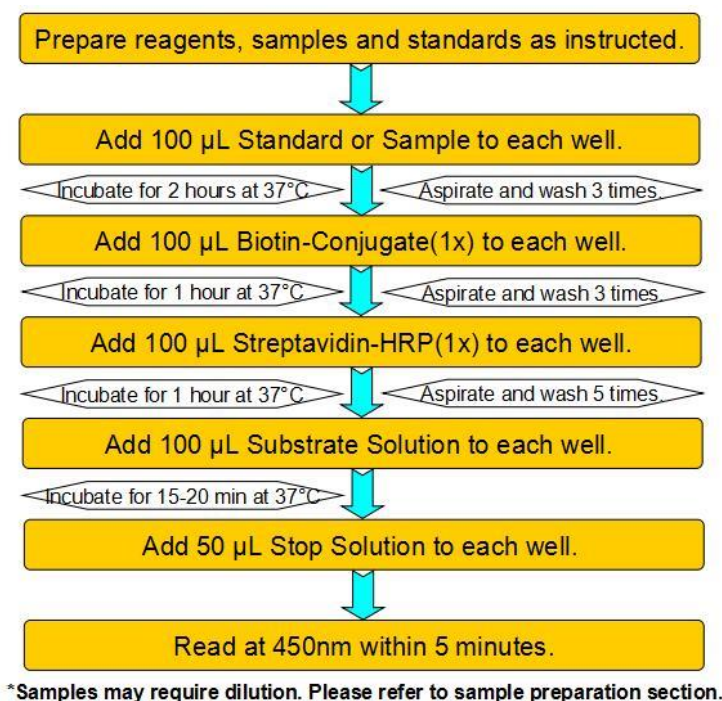 Prepare reagents, samples and standards as instructed.
Add 100 µL Standard or Sample to each well.
Incubate for 2 hours at 37°C
Aspirate and wash 3 times.
Add 100 µL Biotin-Conjugate(1x) to each well.
Incubate for 1 hour at 37°C
Aspirate and wash 3 times.
Add 100 µL Streptavidin-HRP(1x) to each well.
Incubate for 1 hour at 37°C
Aspirate and wash 5 times.
Add 100 µL Substrate Solution to each well.
Incubate for 15-20 min at 37°C
Add 50 µL Stop Solution to each well.
Read at 450nm within 5 minutes.
*Samples may require dilution. Please refer to sample preparation section.